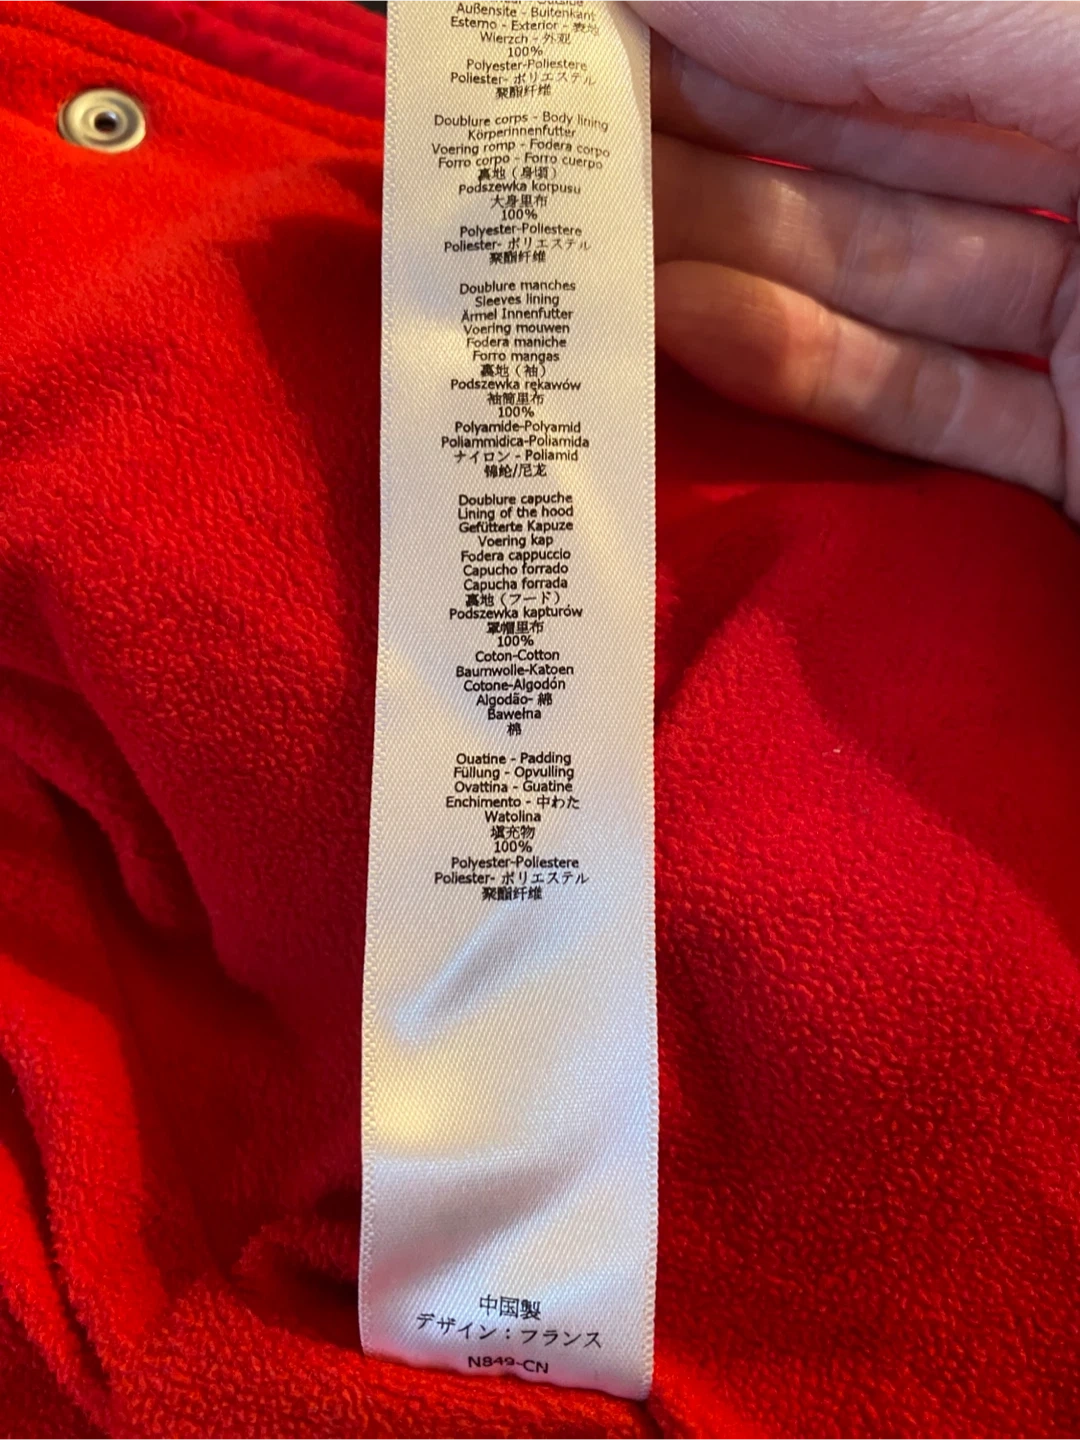 Außensite - Buitenkant
Esterno - Exterior - 表地
Wierzch - 外观
100%
Polyester-Poliestere
Poliester- ポリエステル
聚酯纤维
Doublure corps - Body lining
Körperinnenfutter
Voering romp - Fodera corpo
Forro corpo - Forro cuerpo
裏地（身頃）
Podszewka korpusu
大身里布
100%
Polyester-Poliestere
Poliester- ポリエステル
聚酯纤维
Doublure manches
Sleeves lining
Ärmel Innenfutter
Voering mouwen
Fodera maniche
Forro mangas
裏地（袖）
Podszewka rękawów
袖筒里布
100%
Polyamide-Polyamid
Poliammidica-Poliamida
ナイロン - Poliamid
锦纶/尼龙
Doublure capuche
Lining of the hood
Gefütterte Kapuze
Voering kap
Fodera cappuccio
Capucho forrado
Capucha forrada
裏地（フード）
Podszewka kapturów
罩帽里布
100%
Coton-Cotton
Baumwolle-Katoen
Cotone-Algodón
Algodão- 綿
Bawełna
棉
Ouatine - Padding
Füllung - Opvulling
Ovattina - Guatine
Enchimento - 中わた
Watolina
填充物
100%
Polyester-Poliestere
Poliester- ポリエステル
聚酯纤维
中国製
デザイン：フランス
N849-CN